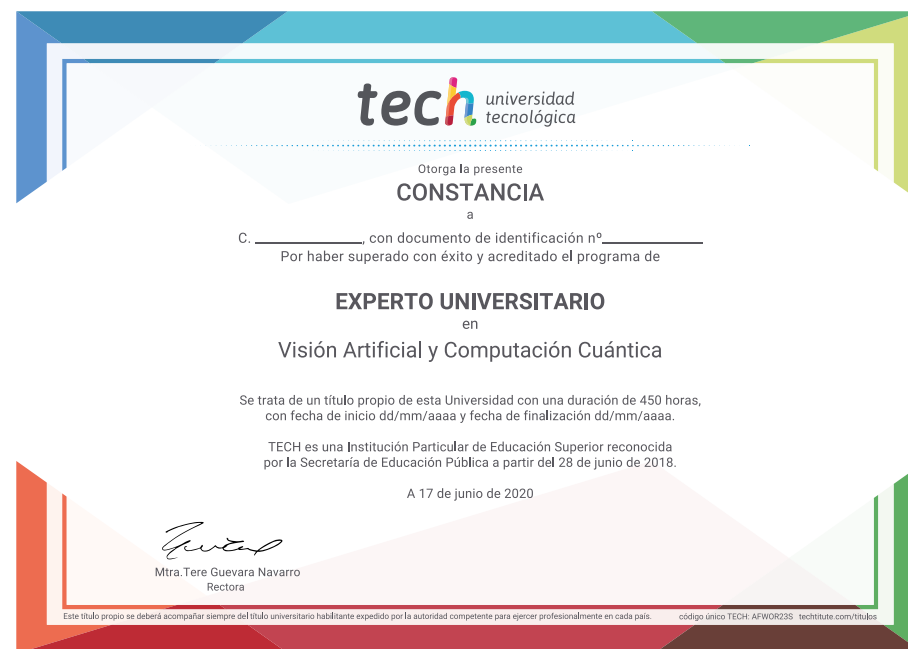 tech universidad
tecnológica
Otorga la presente
CONSTANCIA
a
C. ______________, con documento de identificación nº_____________
Por haber superado con éxito y acreditado el programa de
EXPERTO UNIVERSITARIO
en
Visión Artificial y Computación Cuántica
Se trata de un título propio de esta Universidad con una duración de 450 horas,
con fecha de inicio dd/mm/aaaa y fecha de finalización dd/mm/aaaa.
TECH es una Institución Particular de Educación Superior reconocida
por la Secretaría de Educación Pública a partir del 28 de junio de 2018.
A 17 de junio de 2020
Mtra.Tere Guevara Navarro
Rectora
Este título propio se deberá acompañar siempre del título universitario habilitante expedido por la autoridad competente para ejercer profesionalmente en cada país. código único TECH: AFWOR23S techtitute.com/titulos